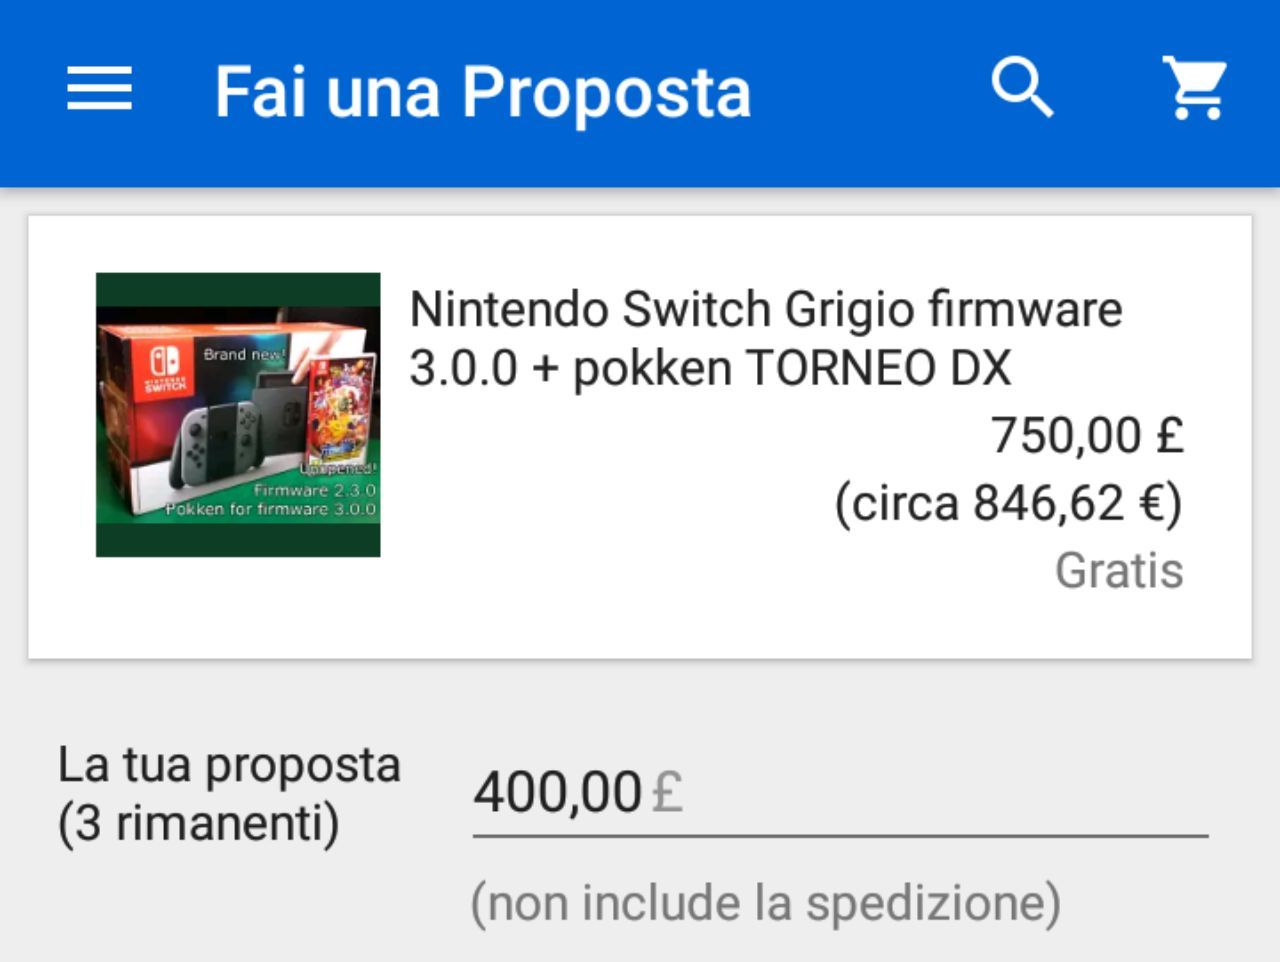 Fai una Proposta
Nintendo Switch Grigio firmware
3.0.0 + pokken TORNEO DX
750,00 £
(circa 846,62 €)
Gratis
Brand new!
NINTENDO
SWITCH
Unopened!
Firmware 2.3.0
Pokken for firmware 3.0.0
La tua proposta
(3 rimanenti)
400,00 £
(non include la spedizione)